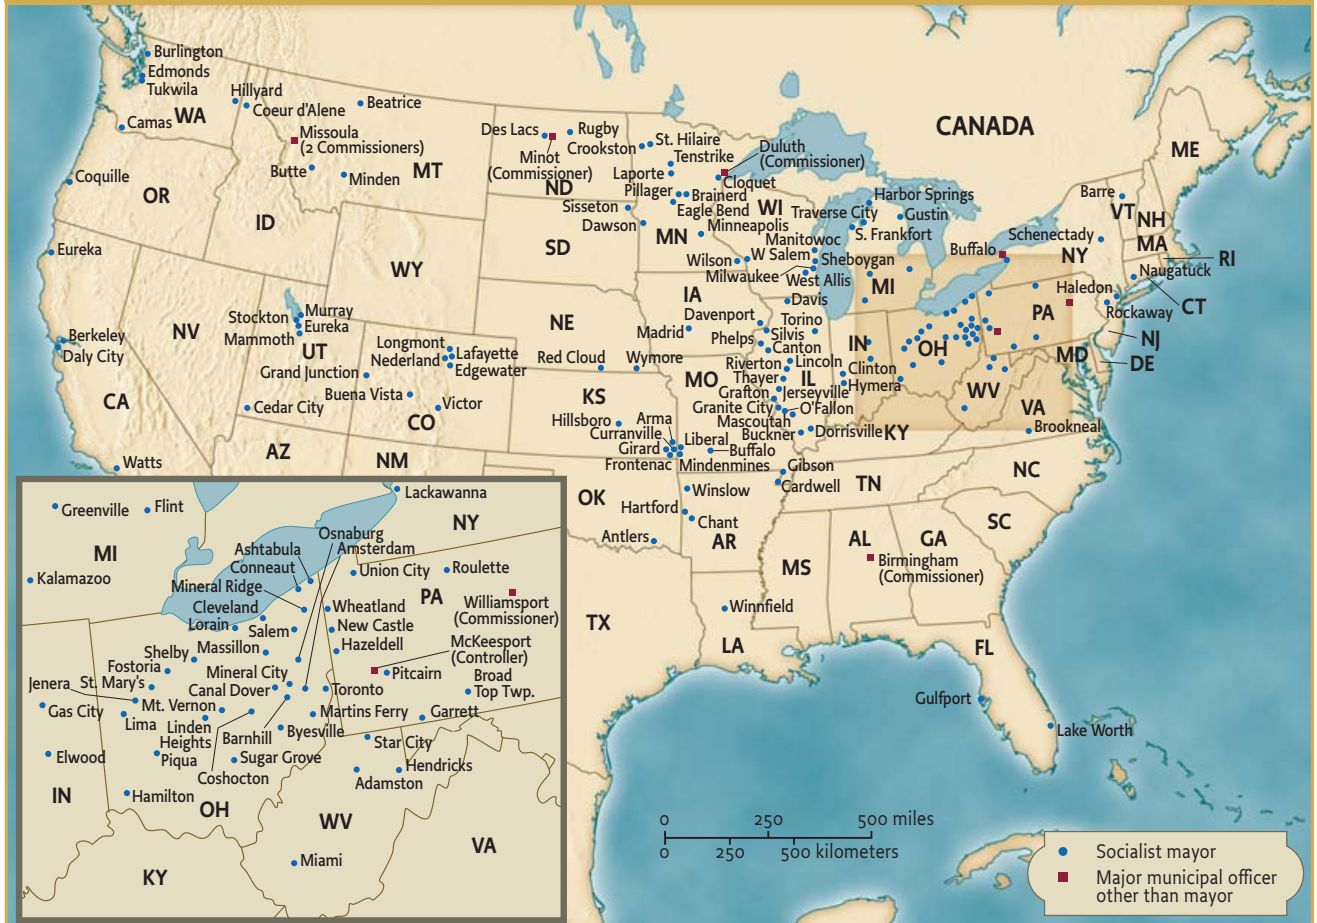 Burlington
Edmonds
Tukwila
Camas
WA
Hillyard
Coeur d'Alene
Beatrice
Missoula
(2 Commissioners)
Butte
Minden
MT
Coquille
OR
ID
Eureka
WY
NV
Berkeley
Daly City
CA
Watts
Stockton
Murray
Eureka
Mammoth
UT
Grand Junction
Cedar City
AZ
Longmont
Nederland
Lafayette
Edgewater
Buena Vista
Victor
CO
NM
Des Lacs
Rugby
Minot
(Commissioner)
ND
Crookston
St. Hilaire
Tenstrike
Laporte
Pillager
Brainerd
Eagle Bend
Duluth
(Commissioner)
Cloquet
Sisseton
Dawson
SD
MN
Minneapolis
WI
Wilson
W Salem
Manitowoc
Sheboygan
Milwaukee
West Allis
Traverse City
Harbor Springs
Gustin
S. Frankfort
MI
CANADA
Barre
VT
NH
ME
MA
RI
CT
Schenectady
Buffalo
NY
Naugatuck
Haledon
Rockaway
PA
NJ
MD
DE
NE
IA
Davenport
Madrid
Phelps
Davis
Torino
Silvis
Canton
Riverton
Lincoln
Thayer
IL
Grafton
Jerseyville
Granite City
O'Fallon
Mascoutah
Buckner
Dorrisville
IN
Clinton
Hymera
OH
WV
VA
Brookneal
KY
Red Cloud
Wymore
KS
MO
Hillsboro
Arma
Curranville
Girard
Frontenac
Liberal
Buffalo
Mindenmines
Gibson
Cardwell
TN
NC
SC
OK
Winslow
Hartford
Chant
Antlers
AR
MS
AL
GA
Birmingham
(Commissioner)
TX
LA
Winnfield
FL
Gulfport
Lake Worth
Greenville
Flint
MI
Kalamazoo
Lackawanna
NY
Osnaburg
Amsterdam
Ashtabula
Conneaut
Mineral Ridge
Cleveland
Lorain
Salem
Massillon
Shelby
Mineral City
Fostoria
Canal Dover
Jenera
St. Mary's
Mt. Vernon
Gas City
Lima
Linden
Heights
Barnhill
Byesville
Piqua
Sugar Grove
Coshocton
Elwood
Hamilton
IN
OH
Union City
Roulette
PA
Wheatland
New Castle
Hazeldell
Williamsport
(Commissioner)
McKeesport
(Controller)
Pitcairn
Broad
Top Twp.
Toronto
Martins Ferry
Garrett
Star City
Hendricks
Adamston
WV
VA
Miami
KY
0 250 500 miles
0 250 500 kilometers
Socialist mayor
Major municipal officer
other than mayor